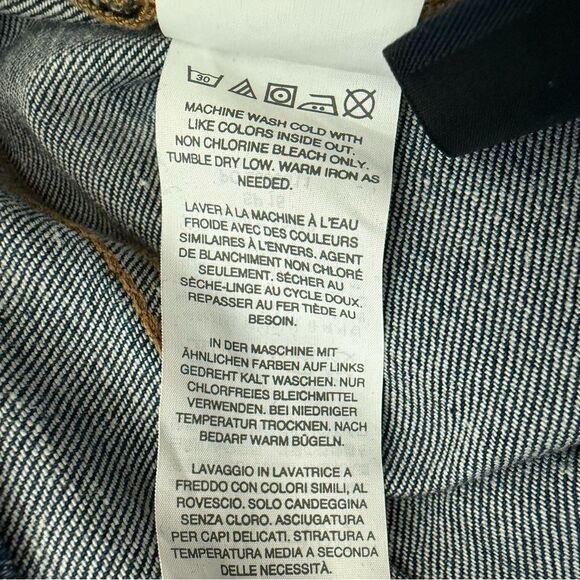 30
MACHINE WASH COLD WITH
LIKE COLORS INSIDE OUT.
NON CHLORINE BLEACH ONLY.
TUMBLE DRY LOW. WARM IRON AS
NEEDED.
LAVER À LA MACHINE À L'EAU
FROIDE AVEC DES COULEURS
SIMILAIRES À L'ENVERS. AGENT
DE BLANCHIMENT NON CHLORÉ
SEULEMENT. SÉCHER AU
SÈCHE-LINGE AU CYCLE DOUX.
REPASSER AU FER TIÈDE AU
BESOIN.
IN DER MASCHINE MIT
ÄHNLICHEN FARBEN AUF LINKS
GEDREHT KALT WASCHEN. NUR
CHLORFREIES BLEICHMITTEL
VERWENDEN. BEI NIEDRIGER
TEMPERATUR TROCKNEN. NACH
BEDARF WARM BÜGELN.
LAVAGGIO IN LAVATRICE A
FREDDO CON COLORI SIMILI, AL
ROVESCIO. SOLO CANDEGGINA
SENZA CLORO. ASCIUGATURA
PER CAPI DELICATI. STIRATURA A
TEMPERATURA MEDIA A SECONDA
DELLE NECESSITÀ.